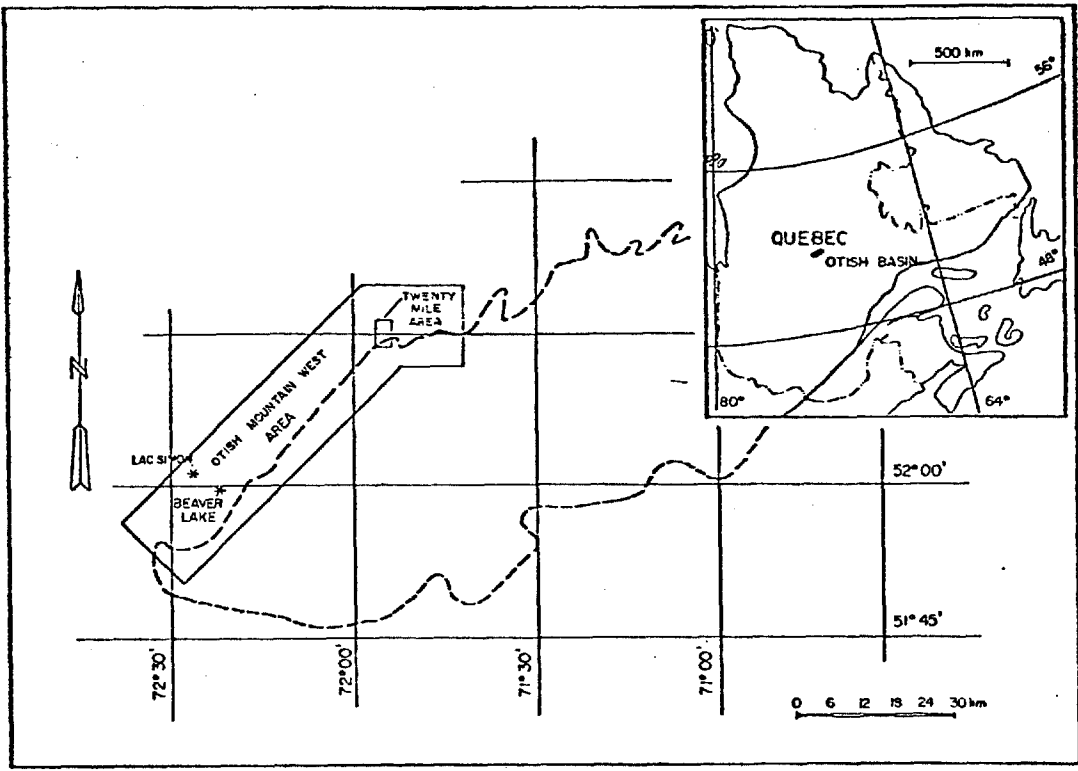 500 km
56°
QUEBEC
OTISH BASIN
48°
80°
64°
TWENTY
MILE
AREA
OTISH MOUNTAIN WEST
AREA
N
LAC SIMON
BEAVER
LAKE
52°00'
51°45'
72°30'
72°00'
71°30'
71°00'
0 6 12 18 24 30 km